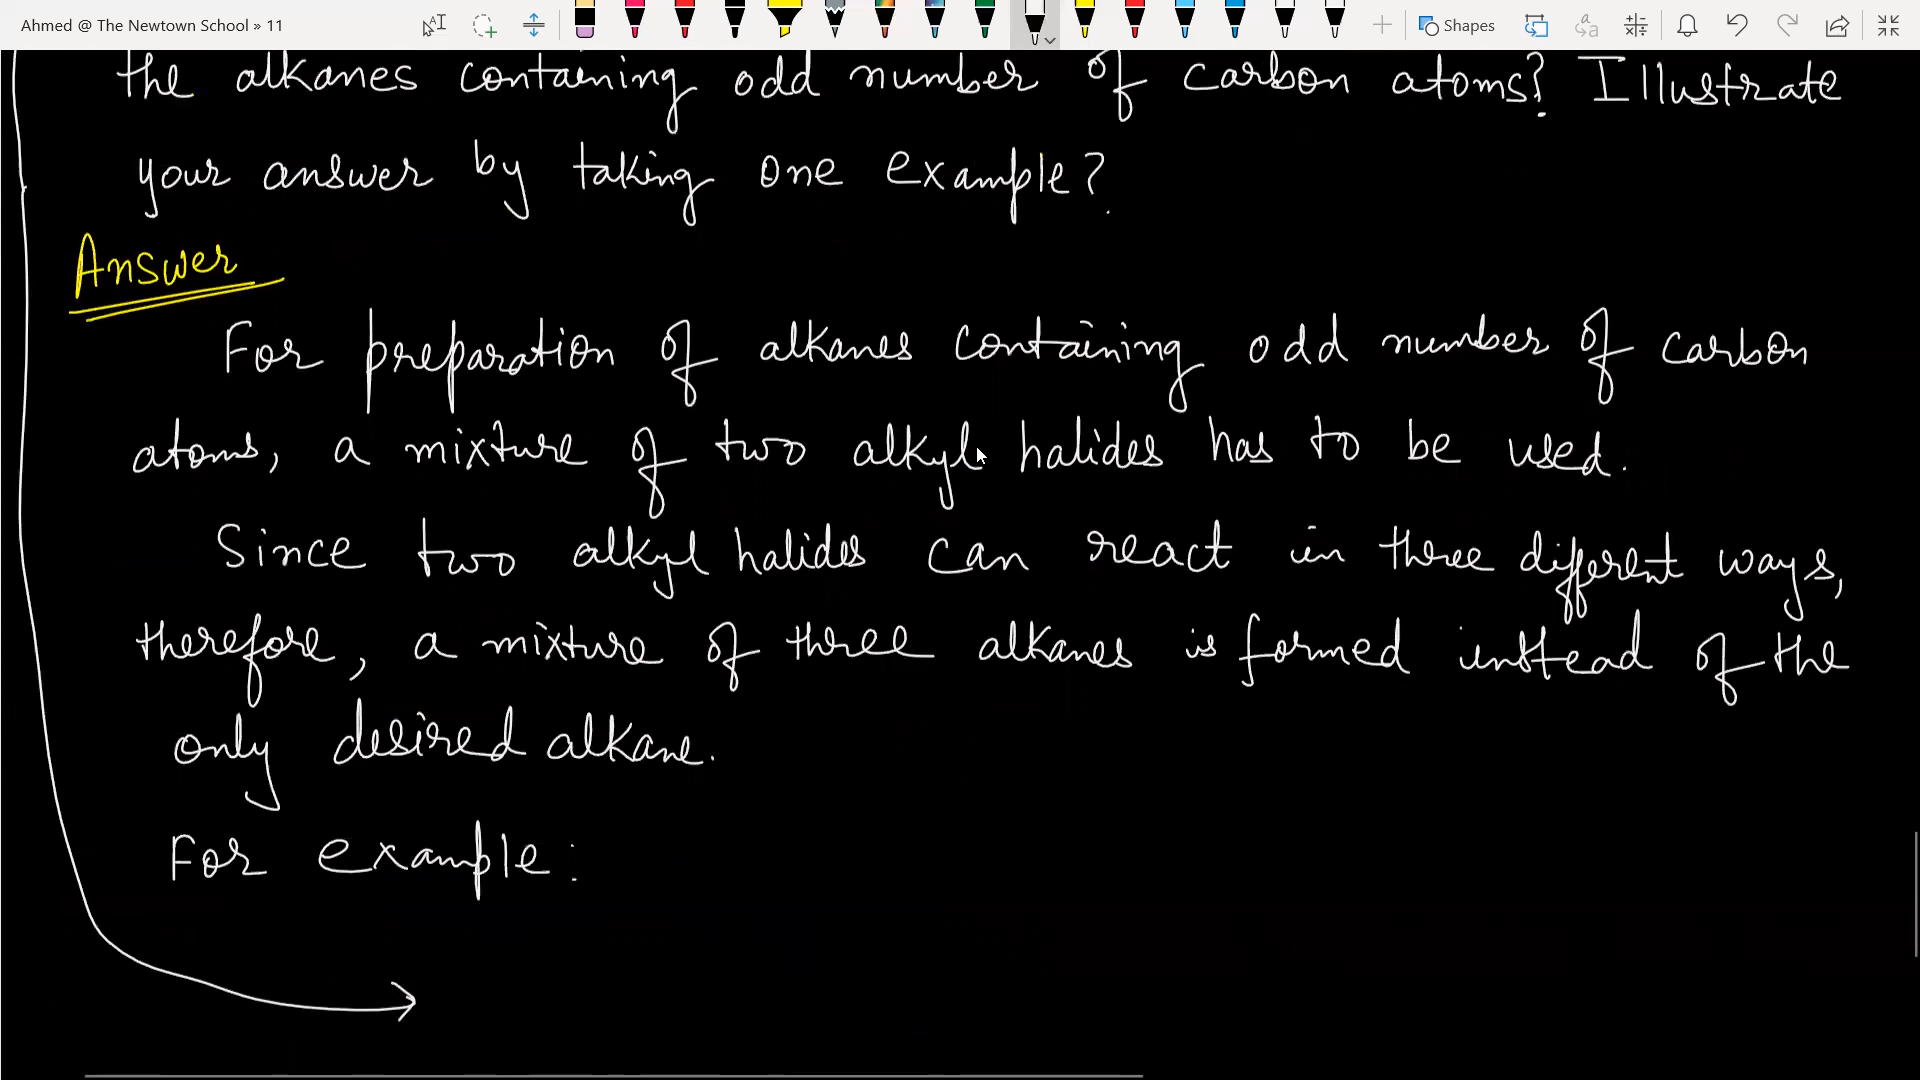 Ahmed @ The Newtown School » 11
Shapes
the alkanes containing odd number of carbon atoms? Illustrate
your answer by taking one example?
Answer
For preparation of alkanes containing odd number of carbon
atoms, a mixture of two alkyl halides has to be used.
Since two alkyl halides can react in three different ways,
therefore, a mixture of three alkanes is formed instead of the
only desired alkane.
For example: